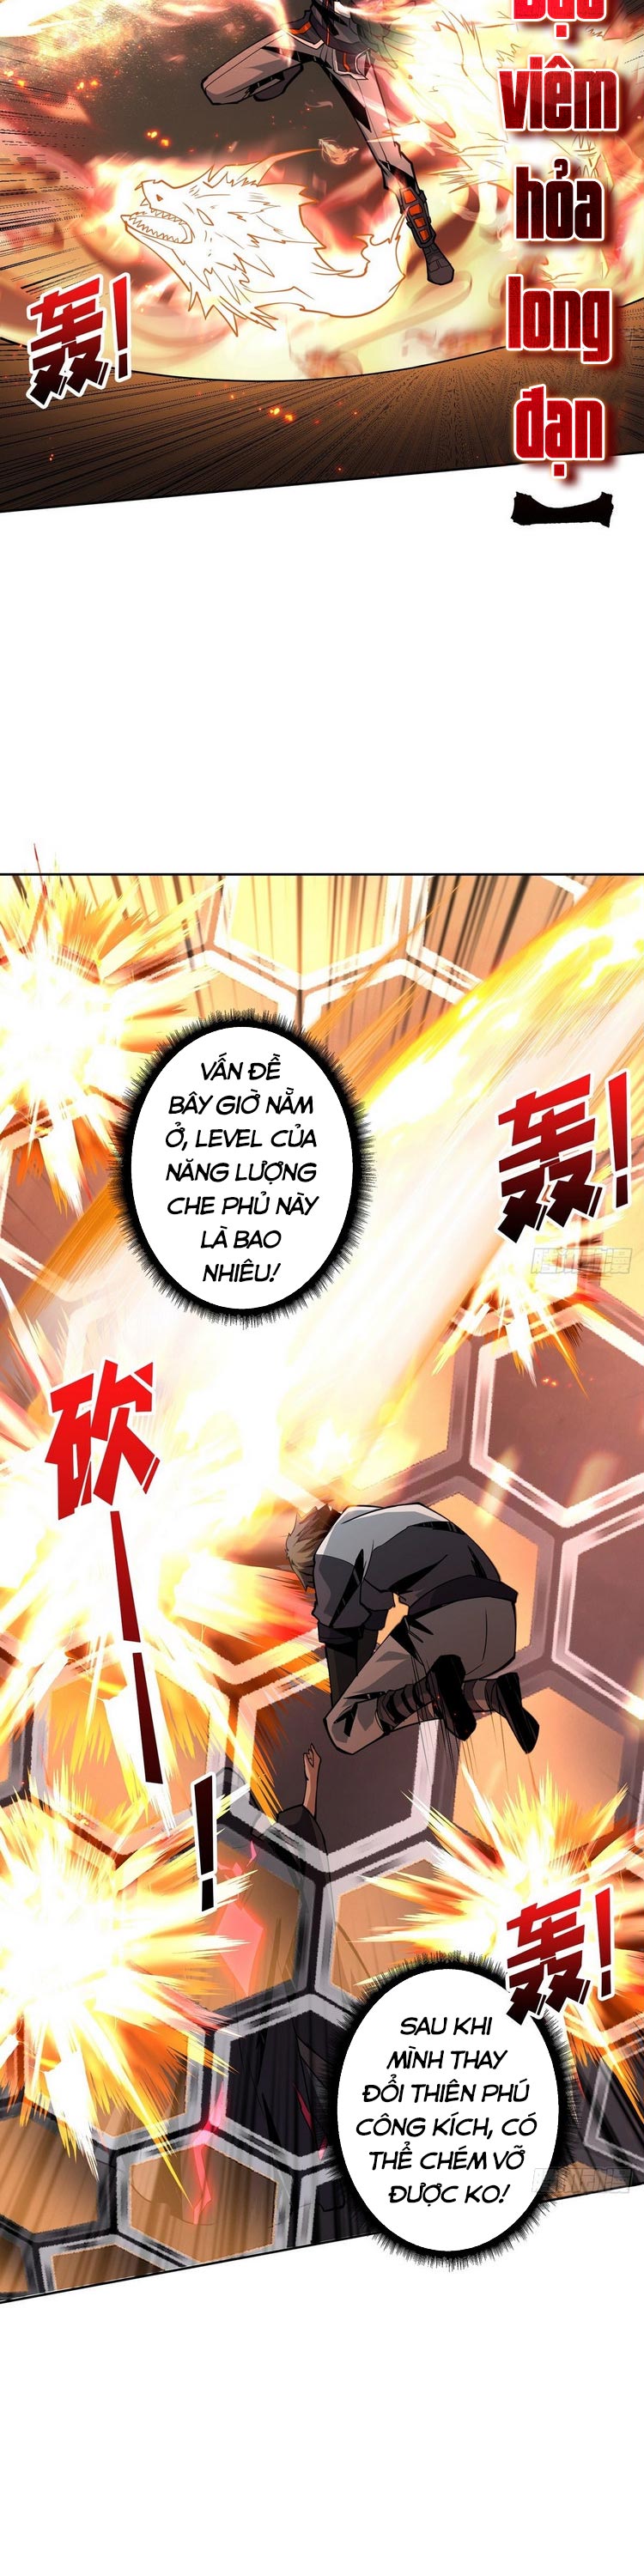 viêm
hỏa
long
đạn
轰!
VẤN ĐỀ
BÂY GIỜ NẰM
Ở, LEVEL CỦA
NĂNG LƯỢNG
CHE PHỦ NÀY
LÀ BAO
NHIÊU!
轰!
砍
——!
轰!
SAU KHI
MÌNH THAY
ĐỔI THIÊN PHÚ
CÔNG KÍCH, CÓ
THỂ CHÉM VỠ
ĐƯỢC KO!